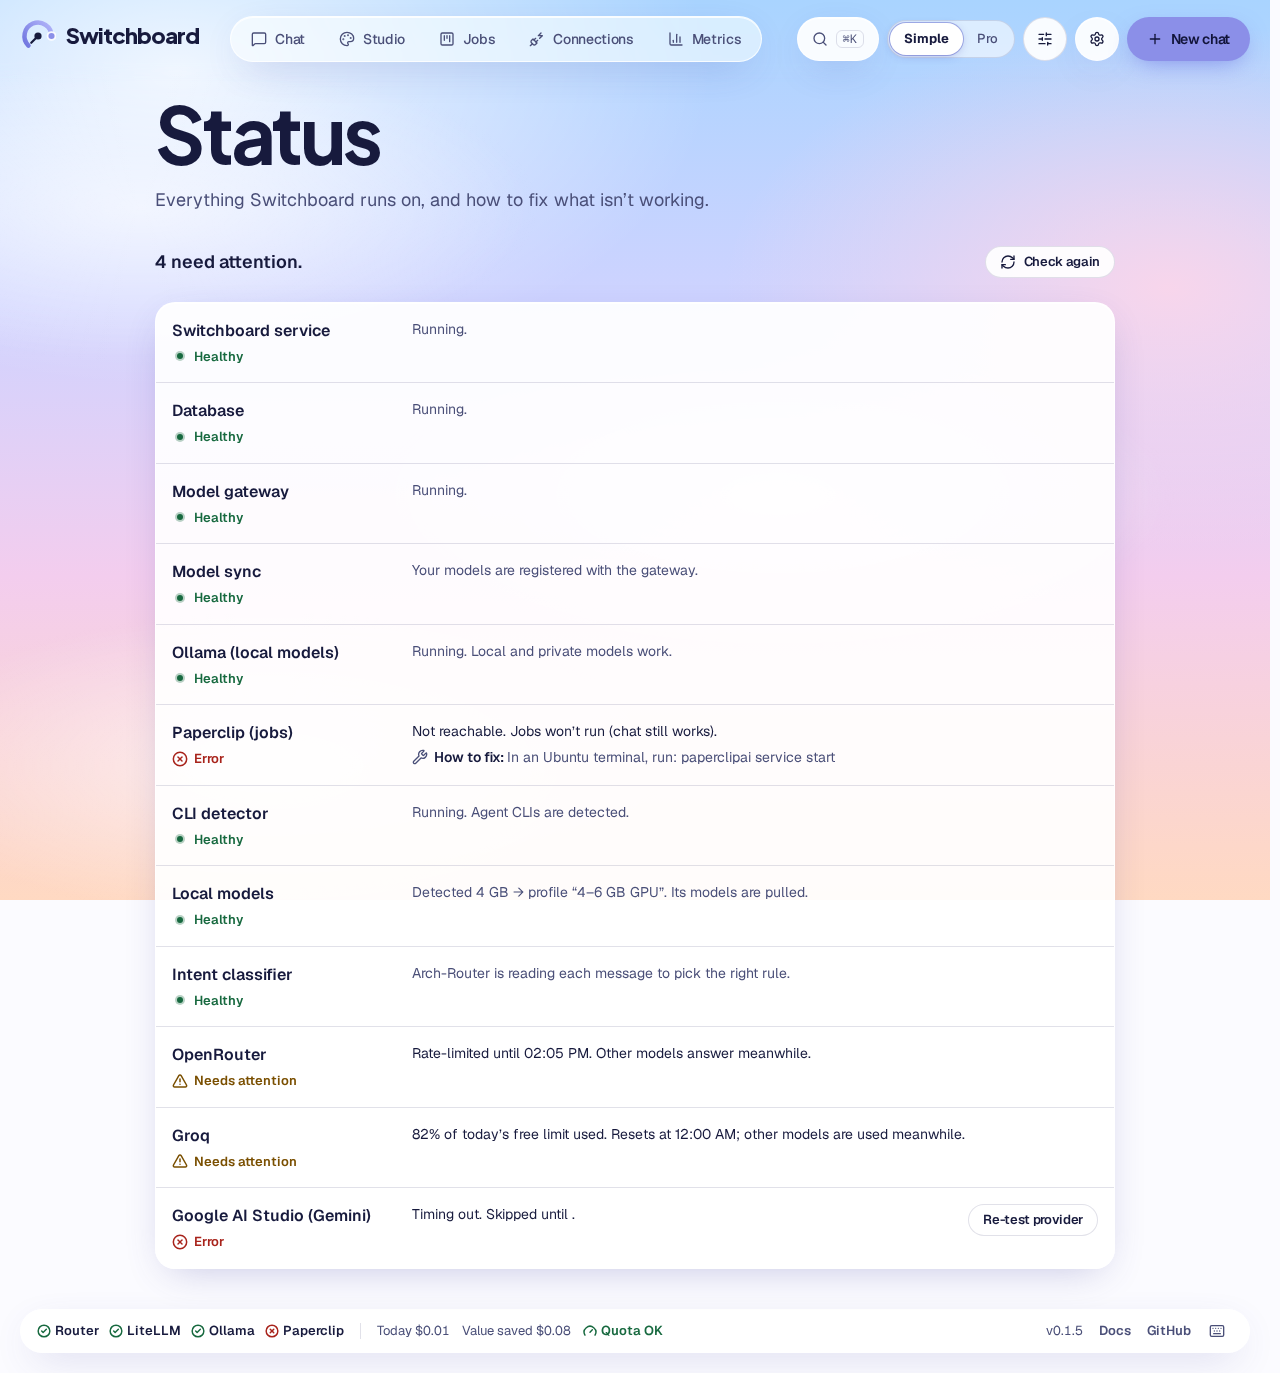 Switchboard
Chat
Studio
Jobs
Connections
Metrics
⌘K
Simple
Pro
New chat
Status
Everything Switchboard runs on, and how to fix what isn’t working.
4 need attention.
Check again
Switchboard service
Running.
Healthy
Database
Running.
Healthy
Model gateway
Running.
Healthy
Model sync
Your models are registered with the gateway.
Healthy
Ollama (local models)
Running. Local and private models work.
Healthy
Paperclip (jobs)
Not reachable. Jobs won’t run (chat still works).
Error
How to fix: In an Ubuntu terminal, run: paperclipai service start
CLI detector
Running. Agent CLIs are detected.
Healthy
Local models
Detected 4 GB → profile “4–6 GB GPU”. Its models are pulled.
Healthy
Intent classifier
Arch-Router is reading each message to pick the right rule.
Healthy
OpenRouter
Rate-limited until 02:05 PM. Other models answer meanwhile.
Needs attention
Groq
82% of today’s free limit used. Resets at 12:00 AM; other models are used meanwhile.
Needs attention
Google AI Studio (Gemini)
Timing out. Skipped until .
Re-test provider
Error
Router
LiteLLM
Ollama
Paperclip
Today $0.01
Value saved $0.08
Quota OK
v0.1.5
Docs
GitHub